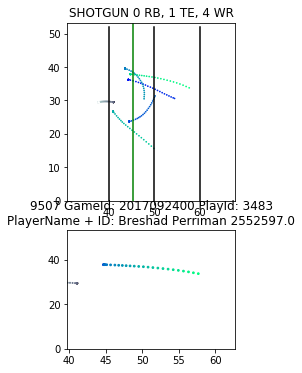 SHOTGUN 0 RB, 1 TE, 4 WR
50
40
30
20
10
0
40 50 60
9507 GameId: 2017092400 PlayId: 3483
PlayerName + ID: Breshad Perriman 2552597.0
40
20
0
40 45 50 55 60